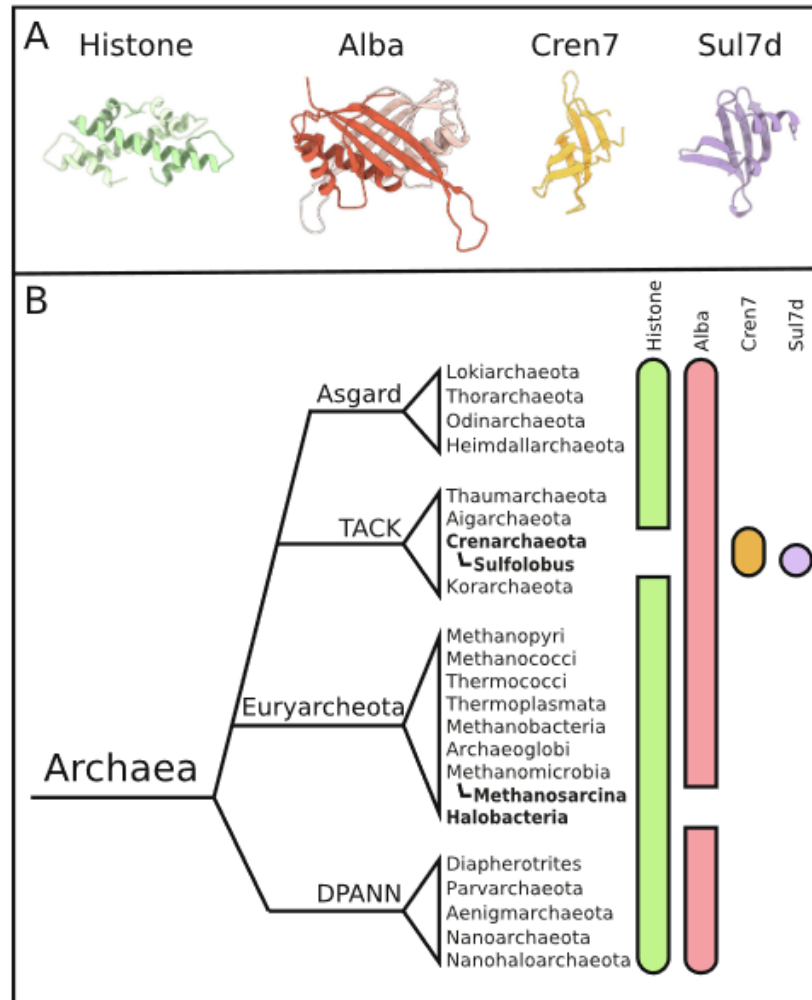 A
Histone Alba Cren7 Sul7d
B
Histone
Alba
Cren7
Sul7d
Asgard
Lokiarchaeota
Thorarchaeota
Odinarchaeota
Heimdallarchaeota
TACK
Thaumarchaeota
Aigarchaeota
Crenarchaeota
Sulfolobus
Korarchaeota
Euryarcheota
Methanopyri
Methanococci
Thermococci
Thermoplasmata
Methanobacteria
Archaeoglobi
Methanomicrobia
Methanosarcina
Halobacteria
Archaea
DPANN
Diapherotrites
Parvarchaeota
Aenigmarchaeota
Nanoarchaeota
Nanohaloarchaeota